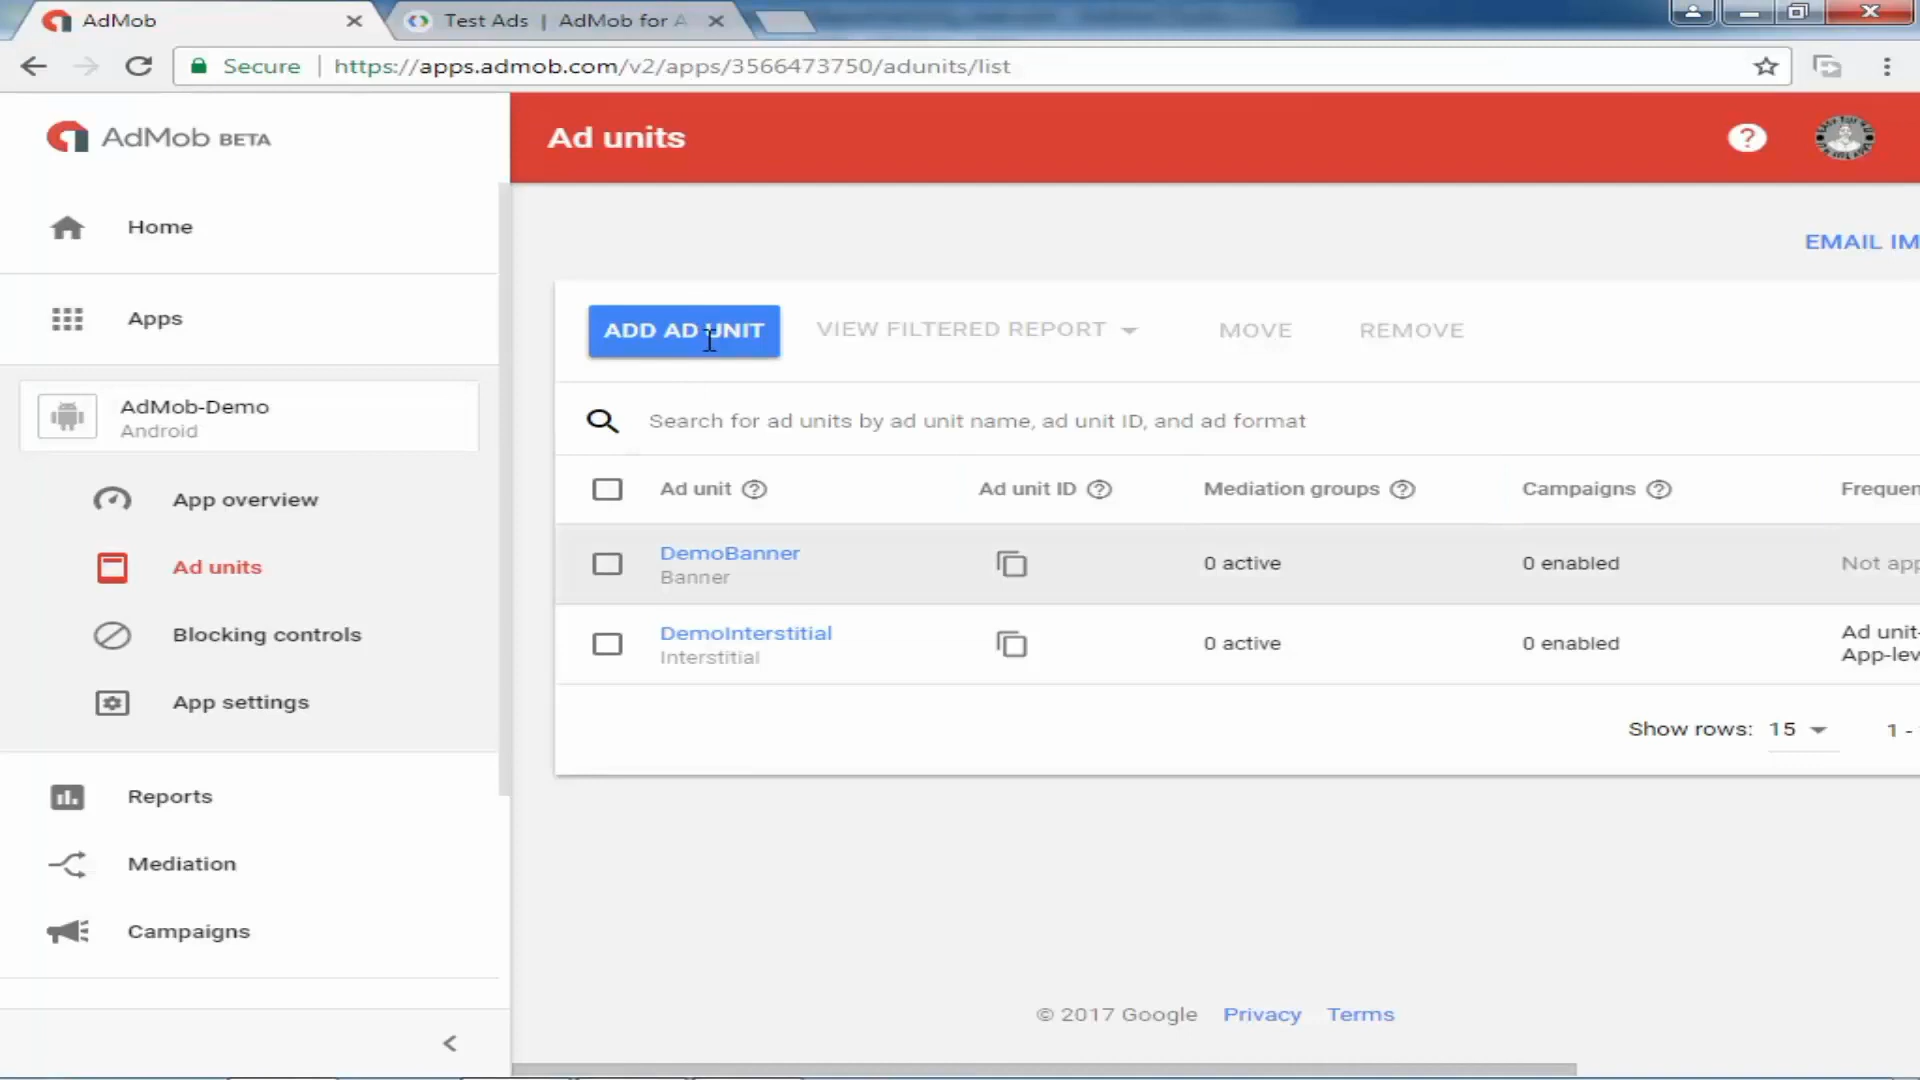 AdMob
Test Ads | AdMob for A
Secure
https://apps.admob.com/v2/apps/3566473750/adunits/list
AdMob BETA
Ad units
Home
EMAIL IM
Apps
ADD AD UNIT
VIEW FILTERED REPORT
MOVE
REMOVE
AdMob-Demo
Android
Search for ad units by ad unit name, ad unit ID, and ad format
App overview
Ad unit
Ad unit ID
Mediation groups
Campaigns
Frequen
Ad units
DemoBanner
Banner
0 active
0 enabled
Not app
Blocking controls
DemoInterstitial
Interstitial
0 active
0 enabled
Ad unit-
App-lev
App settings
Show rows: 15
1 -
Reports
Mediation
Campaigns
© 2017 Google
Privacy
Terms